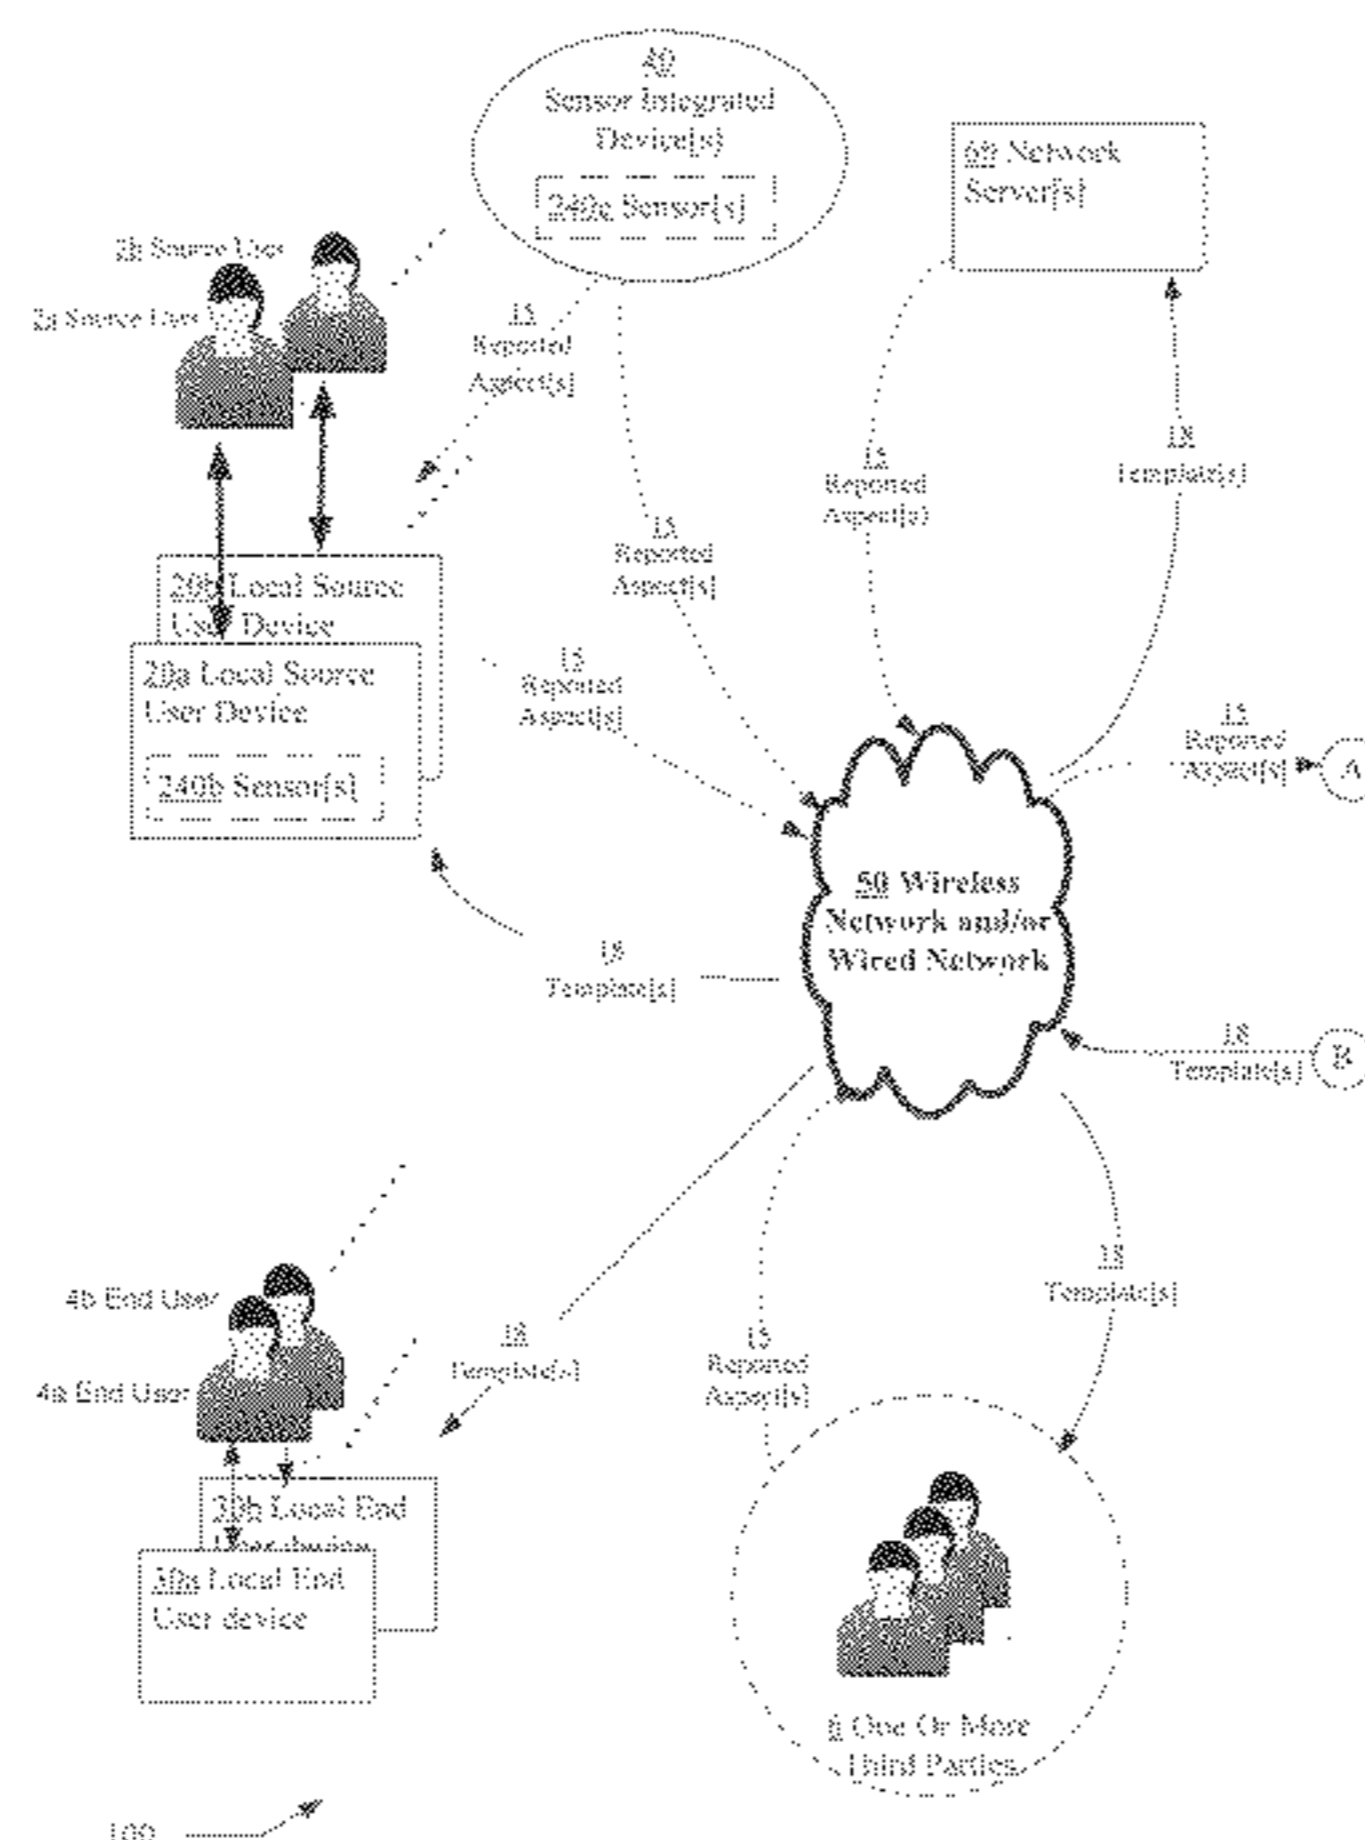 40
Sensor Integrated
Device[s]
240c Sensor[s]
60 Network
Server[s]
2b Source User
2a Source User
15
Reported
Aspect[s]
15
Reported
Aspect[s]
15
Reported
Aspect[s]
18
Template[s]
20b Local Source
User Device
20a Local Source
User Device
240b Sensor[s]
15
Reported
Aspect[s]
15
Reported
Aspect[s]
A
50 Wireless
Network and/or
Wired Network
18
Template[s]
18
Template[s]
B
4b End User
4a End User
18
Template[s]
15
Reported
Aspect[s]
18
Template[s]
Local End
User device
30a Local End
User device
6 One Or More
Third Parties
100